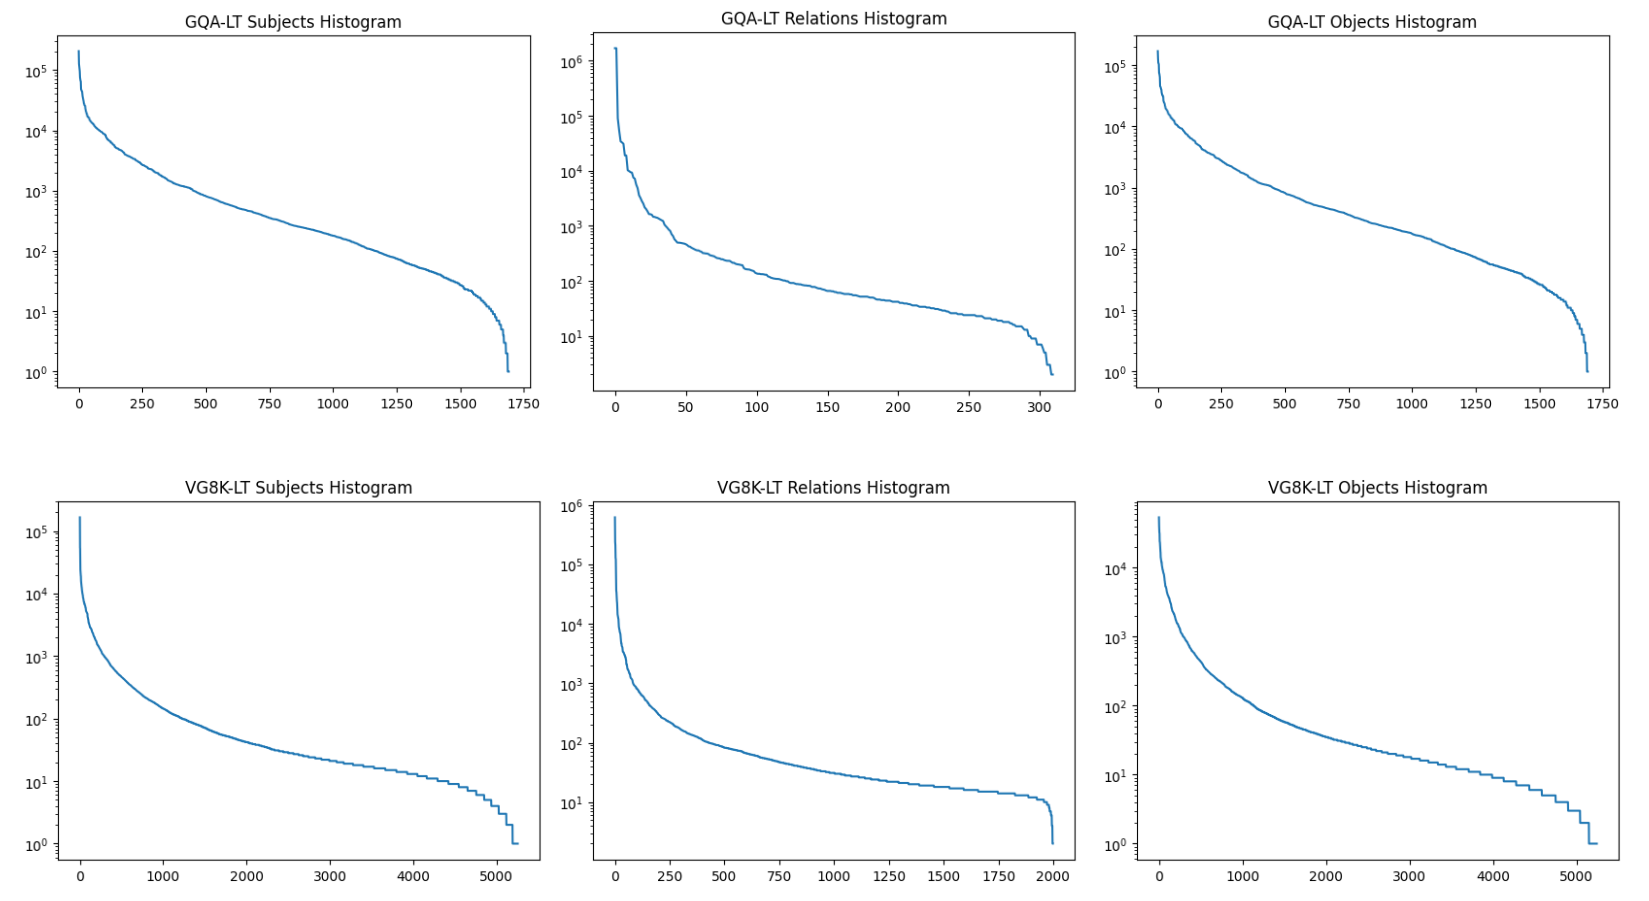 GQA-LT Subjects Histogram
10^5
10^4
10^3
10^2
10^1
10^0
0 250 500 750 1000 1250 1500 1750
GQA-LT Relations Histogram
10^6
10^5
10^4
10^3
10^2
10^1
0 50 100 150 200 250 300
GQA-LT Objects Histogram
10^5
10^4
10^3
10^2
10^1
10^0
0 250 500 750 1000 1250 1500 1750
VG8K-LT Subjects Histogram
10^5
10^4
10^3
10^2
10^1
10^0
0 1000 2000 3000 4000 5000
VG8K-LT Relations Histogram
10^6
10^5
10^4
10^3
10^2
10^1
0 250 500 750 1000 1250 1500 1750 2000
VG8K-LT Objects Histogram
10^4
10^3
10^2
10^1
10^0
0 1000 2000 3000 4000 5000